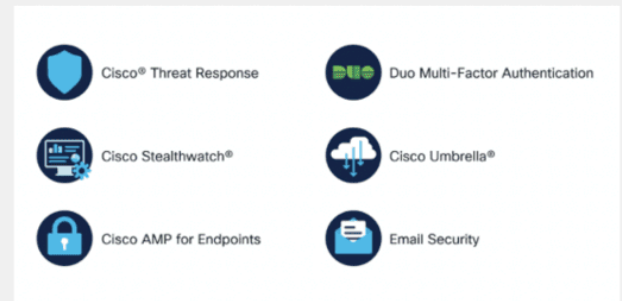 Cisco® Threat Response
DUO Duo Multi-Factor Authentication
Cisco Stealthwatch®
Cisco Umbrella®
Cisco AMP for Endpoints
Email Security